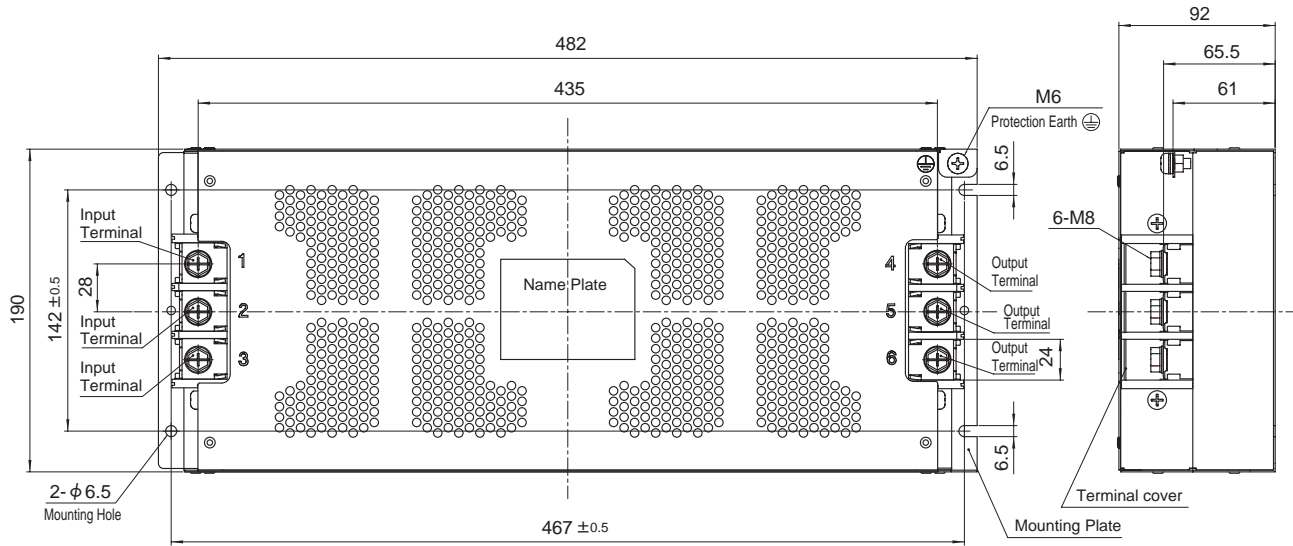 482
92
435
65.5
M6
61
Protection Earth
6.5
Input
Terminal
1
4
Output
Terminal
6-M8
Name Plate
190
142 ±0.5
28
Input
Terminal
2
5
Output
Terminal
Input
Terminal
3
6
Output
Terminal
24
6.5
2-ϕ6.5
Mounting Hole
Terminal cover
467 ±0.5
Mounting Plate